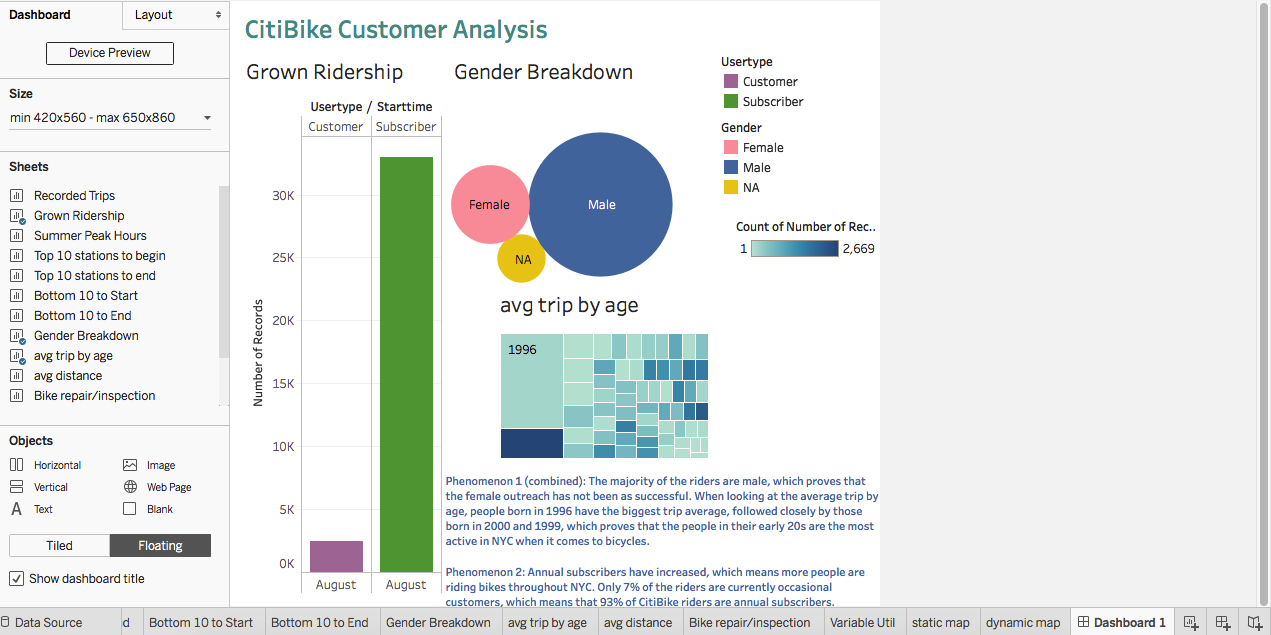 Dashboard
Layout
Device Preview
Size
min 420x560 - max 650x860
Sheets
Recorded Trips
Grown Ridership
Summer Peak Hours
Top 10 stations to begin
Top 10 stations to end
Bottom 10 to Start
Bottom 10 to End
Gender Breakdown
avg trip by age
avg distance
Bike repair/inspection
Objects
Horizontal
Image
Vertical
Web Page
A Text
Blank
Tiled
Floating
Show dashboard title
CitiBike Customer Analysis
Grown Ridership
Usertype / Starttime
Customer
Subscriber
Number of Records
30K
25K
20K
15K
10K
5K
0K
August
August
Gender Breakdown
Female
Male
NA
avg trip by age
1996
Usertype
Customer
Subscriber
Gender
Female
Male
NA
Count of Number of Rec..
1
2,669
Phenomenon 1 (combined): The majority of the riders are male, which proves that
the female outreach has not been as successful. When looking at the average trip by
age, people born in 1996 have the biggest trip average, followed closely by those
born in 2000 and 1999, which proves that the people in their early 20s are the most
active in NYC when it comes to bicycles.
Phenomenon 2: Annual subscribers have increased, which means more people are
riding bikes throughout NYC. Only 7% of the riders are currently occasional
customers, which means that 93% of CitiBike riders are annual subscribers.
Data Source
d
Bottom 10 to Start
Bottom 10 to End
Gender Breakdown
avg trip by age
avg distance
Bike repair/inspection
Variable Util
static map
dynamic map
Dashboard 1